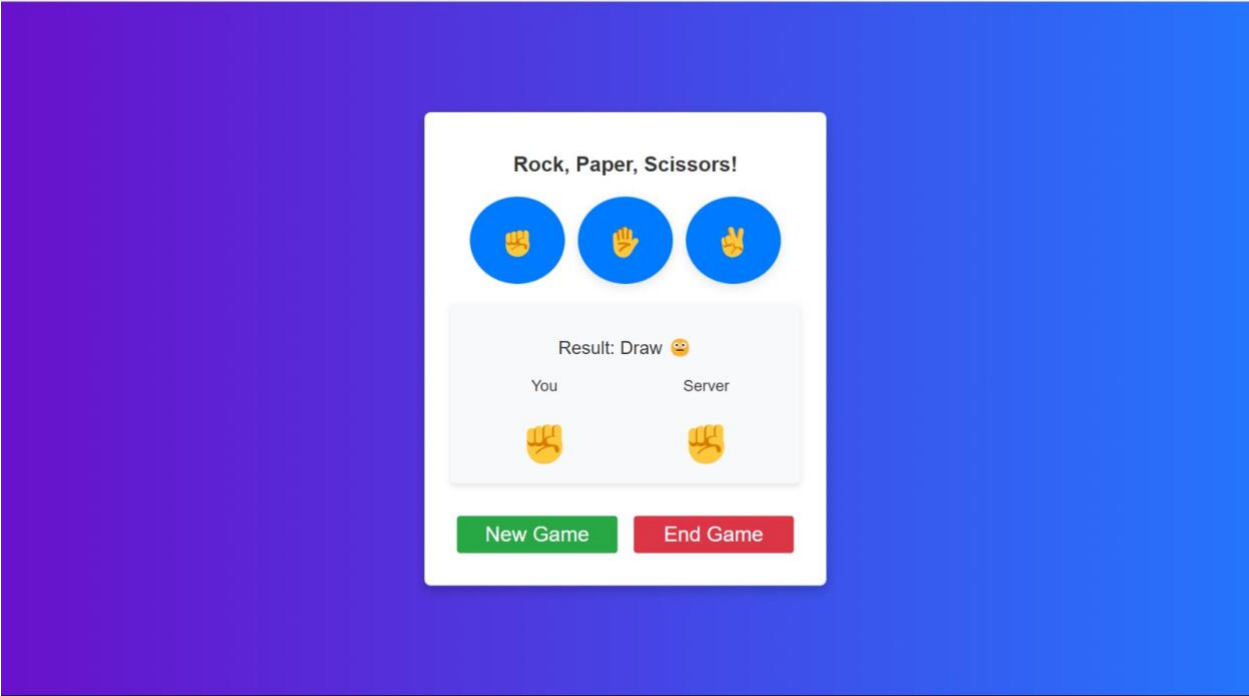 Rock, Paper, Scissors!
Result: Draw 😐
You Server
New Game End Game